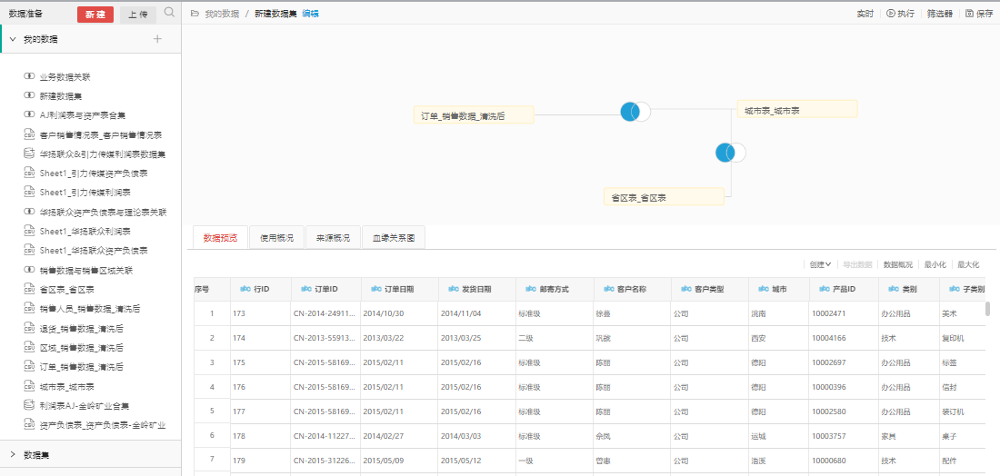 数据准备 新建 上传
我的数据
业务数据关联
新建数据集
AJ利润表与资产表合集
客户销售情况表_客户销售情况表
华扬联众&引力传媒利润表数据集
Sheet1_引力传媒资产负债表
Sheet1_引力传媒利润表
华扬联众资产负债表与理论表关联
Sheet1_华扬联众利润表
Sheet1_华扬联众资产负债表
销售数据与销售区域关联
省区表_省区表
销售人员_销售数据_清洗后
退货_销售数据_清洗后
区域_销售数据_清洗后
订单_销售数据_清洗后
城市表_城市表
利润表AJ-金岭矿业合集
资产负债表_资产负债表-金岭矿业
数据集
我的数据 / 新建数据集 编辑 实时 执行 筛选器 保存
订单_销售数据_清洗后
城市表_城市表
省区表_省区表
数据预览 使用概况 来源概况 血缘关系图
创建 导出数据 数据概况 最小化 最大化
序号 abc 行ID abc 订单ID abc 订单日期 abc 发货日期 abc 邮寄方式 abc 客户名称 abc 客户类型 abc 城市 abc 产品ID abc 类别 abc 子类别
1 173 CN-2014-24911... 2014/10/30 2014/11/04 标准级 徐曼 公司 洮南 10002471 办公用品 美术
2 174 CN-2013-55913... 2013/03/22 2013/03/25 二级 巩骏 公司 西安 10004166 技术 复印机
3 175 CN-2015-58169... 2015/02/11 2015/02/16 标准级 陈丽 公司 德阳 10002697 办公用品 标签
4 176 CN-2015-58169... 2015/02/11 2015/02/16 标准级 陈丽 公司 德阳 10000396 办公用品 信封
5 177 CN-2015-58169... 2015/02/11 2015/02/16 标准级 陈丽 公司 德阳 10002580 办公用品 装订机
6 178 CN-2014-11227... 2014/02/27 2014/03/03 标准级 余凤 公司 运城 10003757 家具 桌子
7 179 CN-2015-31226... 2015/05/09 2015/05/12 一级 曾惠 公司 浯溪 10000680 技术 配件